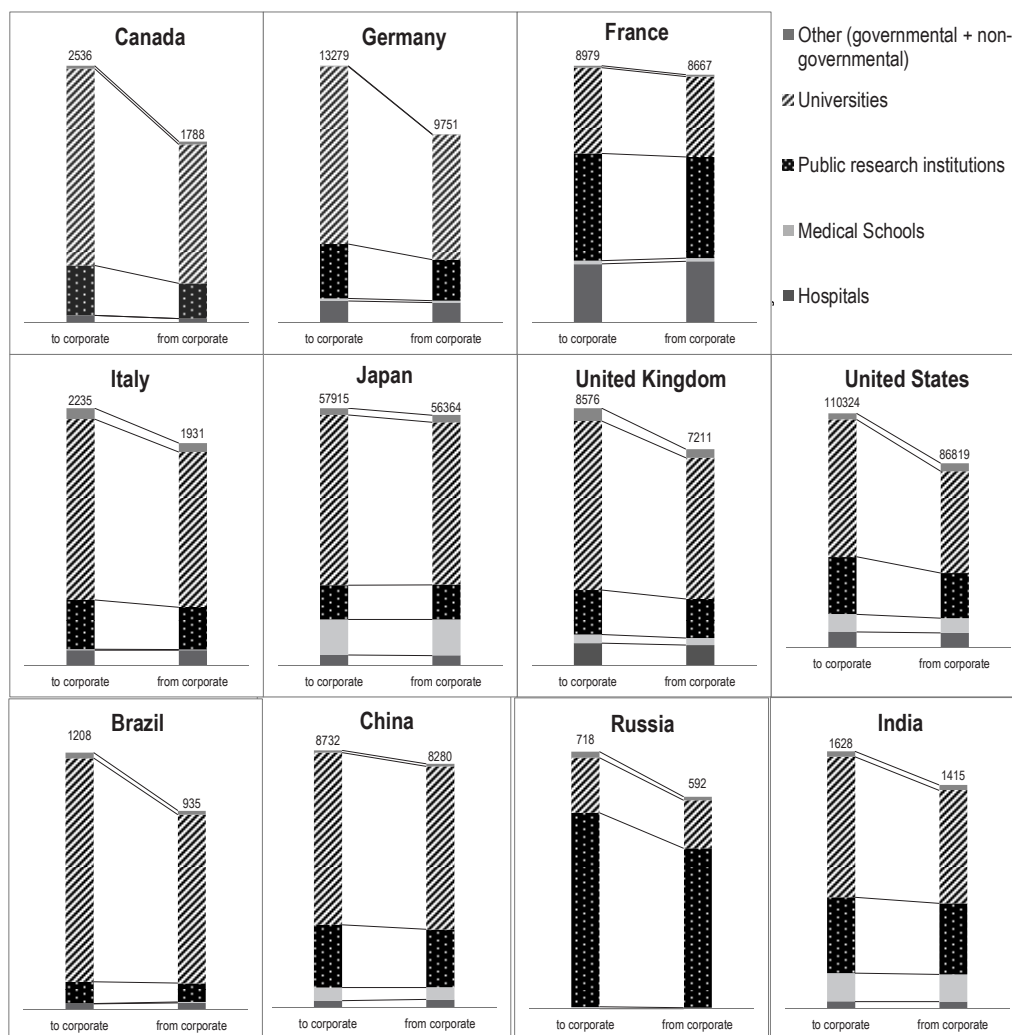 Canada
2536
1788
to corporate
from corporate
Germany
13279
9751
to corporate
from corporate
France
8979
8667
to corporate
from corporate
Other (governmental + non-
governmental)
Universities
Public research institutions
Medical Schools
Hospitals
Italy
2235
1931
to corporate
from corporate
Japan
57915
56364
to corporate
from corporate
United Kingdom
8576
7211
to corporate
from corporate
United States
110324
86819
to corporate
from corporate
Brazil
1208
935
to corporate
from corporate
China
8732
8280
to corporate
from corporate
Russia
718
592
to corporate
from corporate
India
1628
1415
to corporate
from corporate